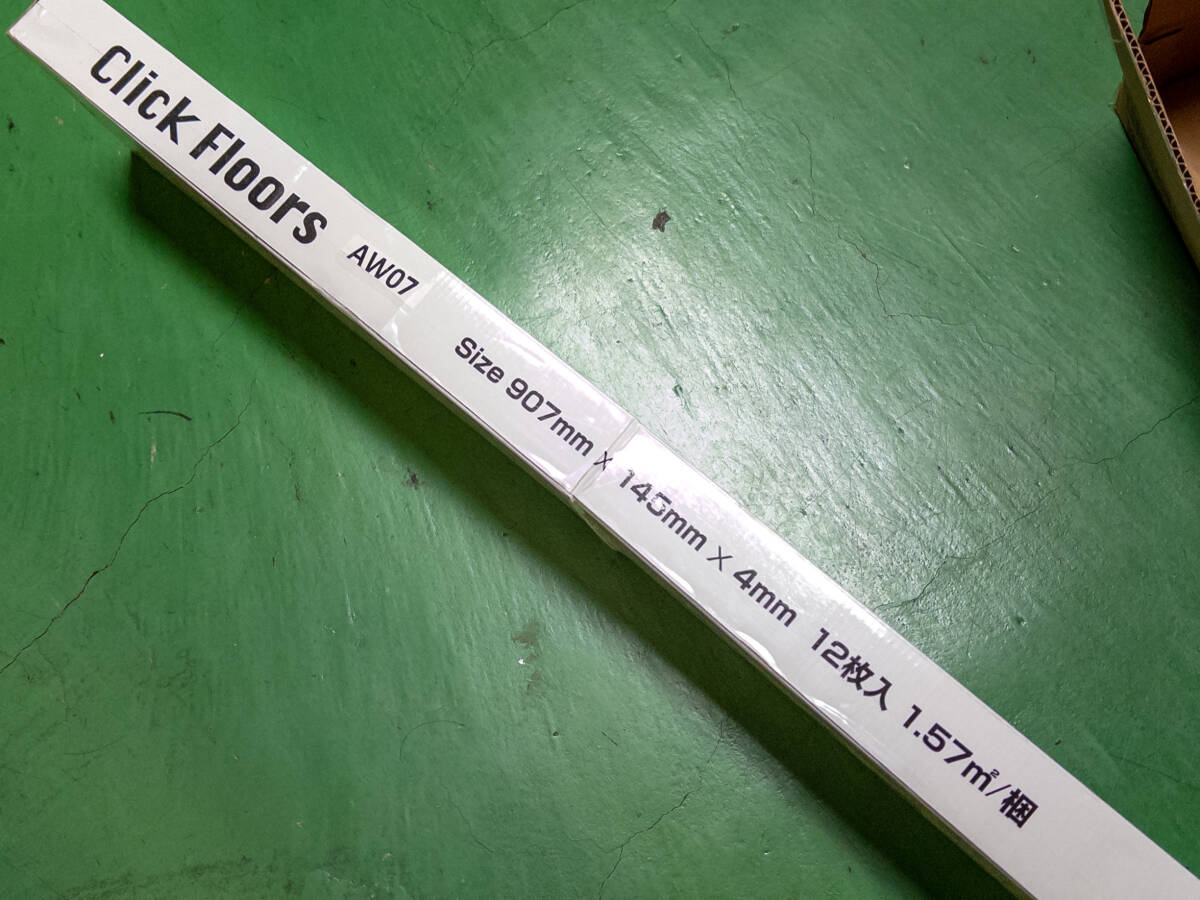 Click Floors AW07 Size 907mm × 145mm × 4mm 12枚入 1.57㎡/梱